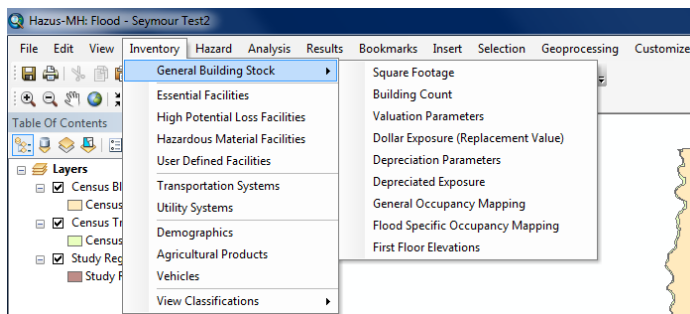 Hazus-MH: Flood - Seymour Test2
File Edit View Inventory Hazard Analysis Results Bookmarks Insert Selection Geoprocessing Customize
General Building Stock
Essential Facilities
High Potential Loss Facilities
Hazardous Material Facilities
User Defined Facilities
Transportation Systems
Utility Systems
Demographics
Agricultural Products
Vehicles
View Classifications
Square Footage
Building Count
Valuation Parameters
Dollar Exposure (Replacement Value)
Depreciation Parameters
Depreciated Exposure
General Occupancy Mapping
Flood Specific Occupancy Mapping
First Floor Elevations
Table Of Contents
Layers
Census Bl
Census
Census Tr
Census
Study Reg
Study R